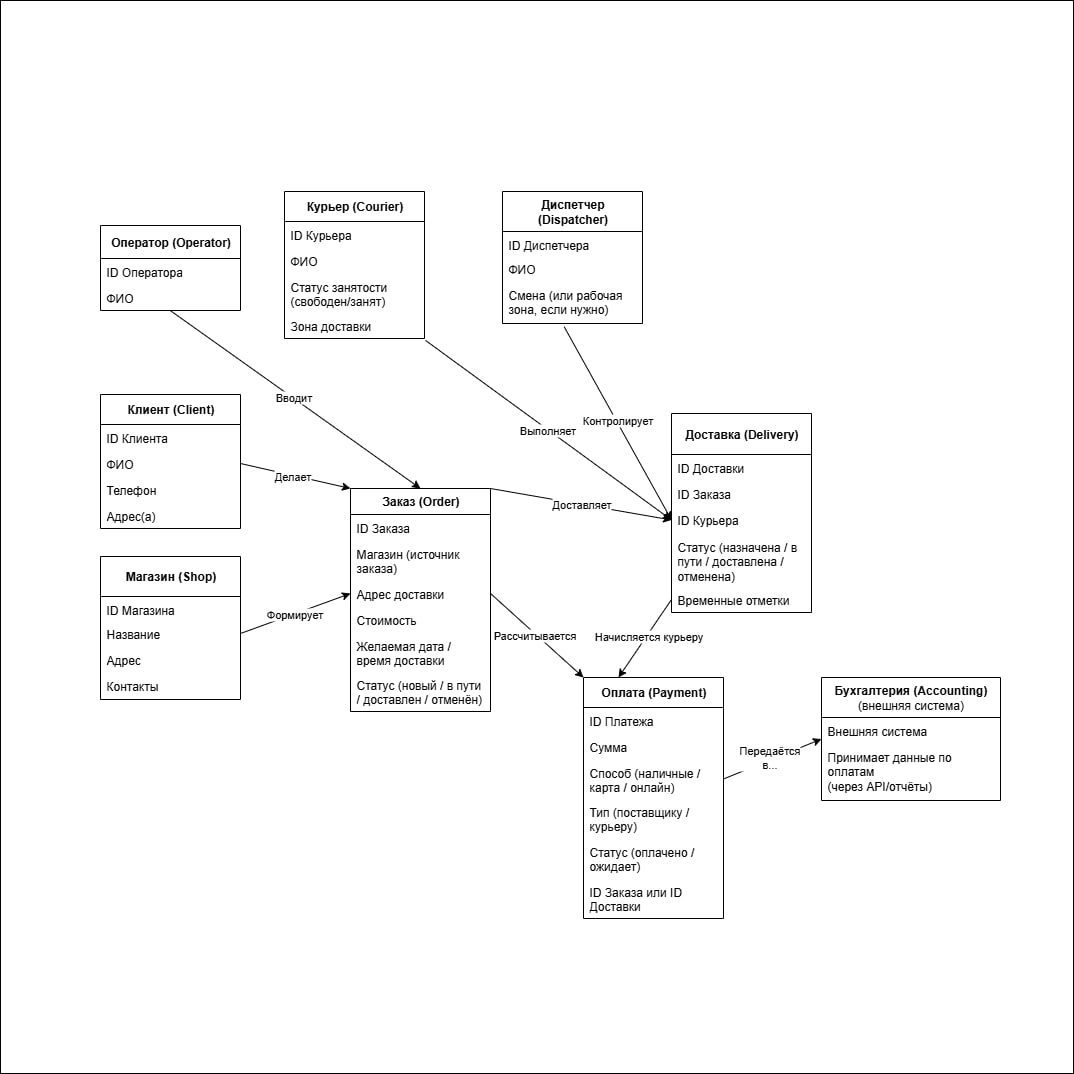 Оператор (Operator)
ID Оператора
ФИО
Курьер (Courier)
ID Курьера
ФИО
Статус занятости
(свободен/занят)
Зона доставки
Диспетчер
(Dispatcher)
ID Диспетчера
ФИО
Смена (или рабочая
зона, если нужно)
Вводит
Выполняет
Контролирует
Клиент (Client)
ID Клиента
ФИО
Телефон
Адрес(а)
Делает
Магазин (Shop)
ID Магазина
Название
Адрес
Контакты
Формирует
Заказ (Order)
ID Заказа
Магазин (источник
заказа)
Адрес доставки
Стоимость
Желаемая дата /
время доставки
Статус (новый / в пути
/ доставлен / отменён)
Доставляет
Доставка (Delivery)
ID Доставки
ID Заказа
ID Курьера
Статус (назначена / в
пути / доставлена /
отменена)
Временные отметки
Рассчитывается
Начисляется курьеру
Оплата (Payment)
ID Платежа
Сумма
Способ (наличные /
карта / онлайн)
Тип (поставщику /
курьеру)
Статус (оплачено /
ожидает)
ID Заказа или ID
Доставки
Передаётся
в...
Бухгалтерия (Accounting)
(внешняя система)
Внешняя система
Принимает данные по
оплатам
(через API/отчёты)